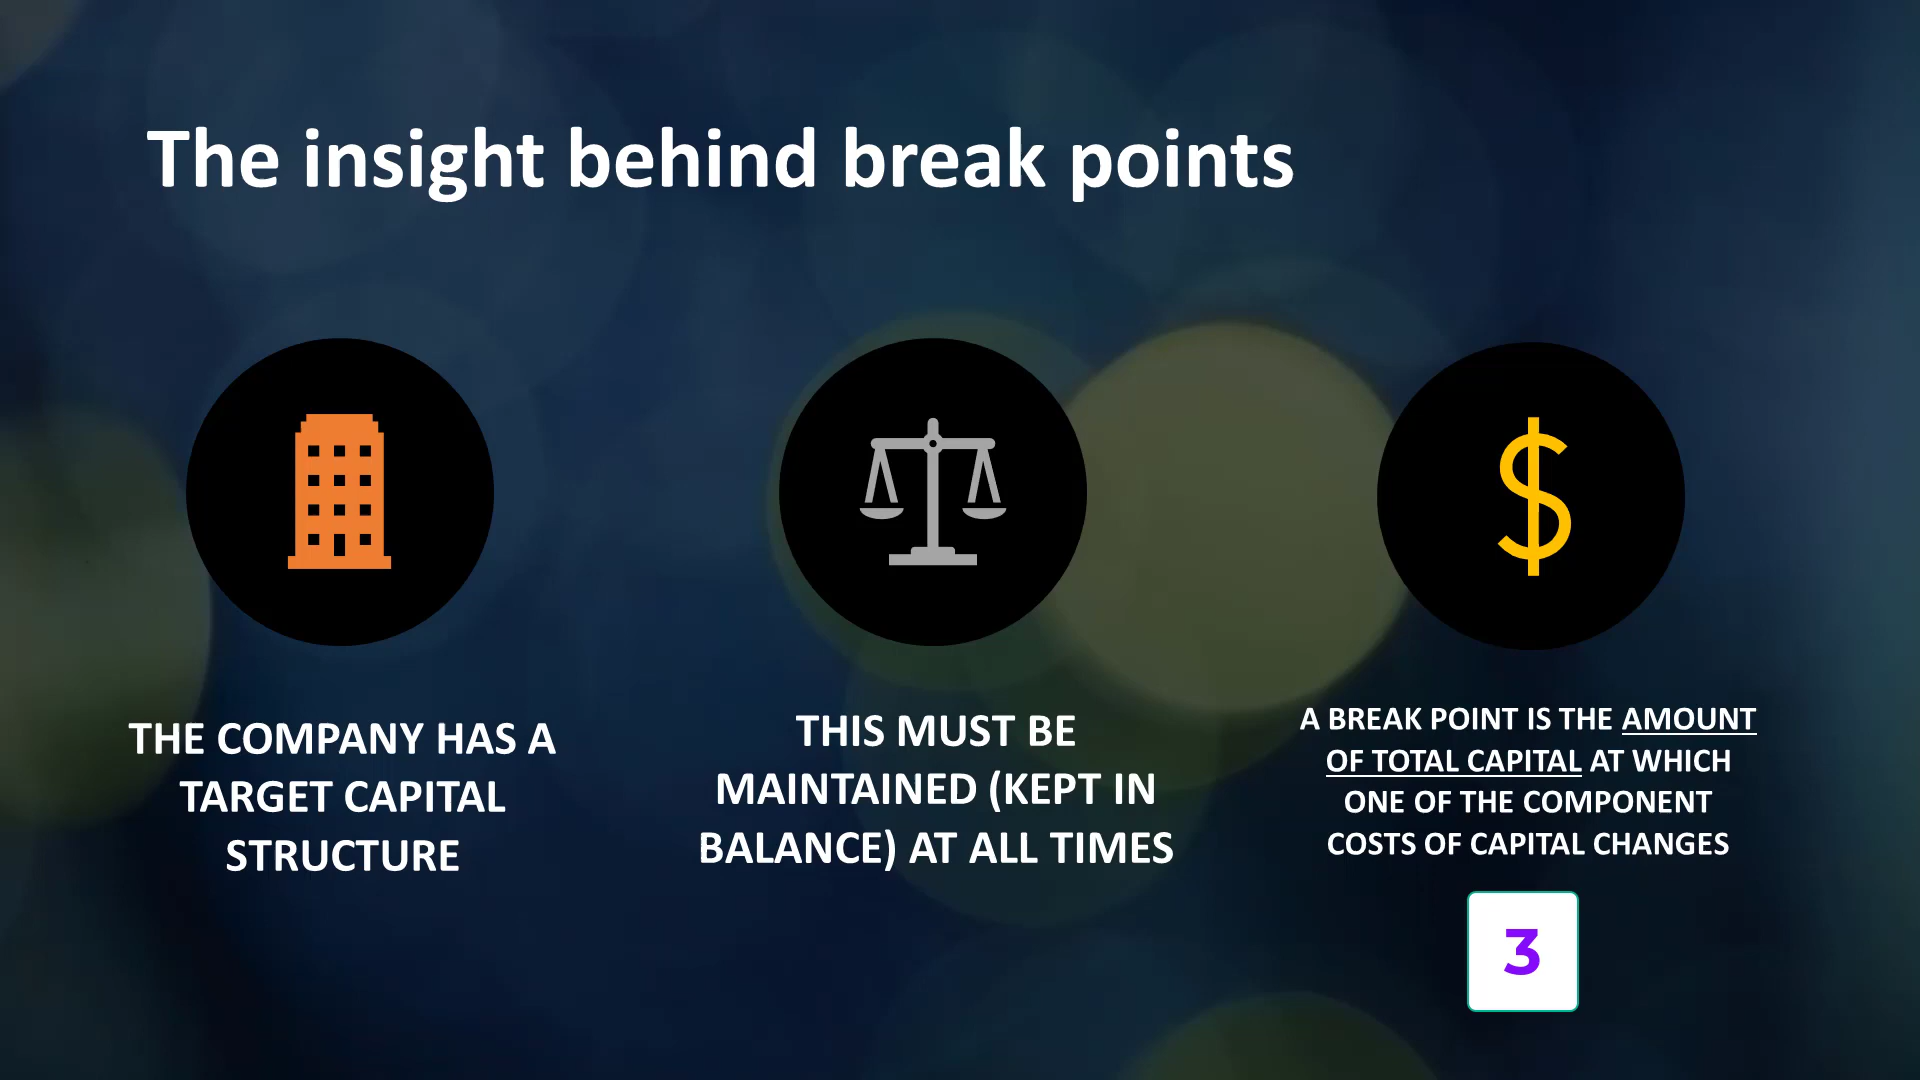 The insight behind break points
THE COMPANY HAS A
TARGET CAPITAL
STRUCTURE
THIS MUST BE
MAINTAINED (KEPT IN
BALANCE) AT ALL TIMES
A BREAK POINT IS THE AMOUNT
OF TOTAL CAPITAL AT WHICH
ONE OF THE COMPONENT
COSTS OF CAPITAL CHANGES
3